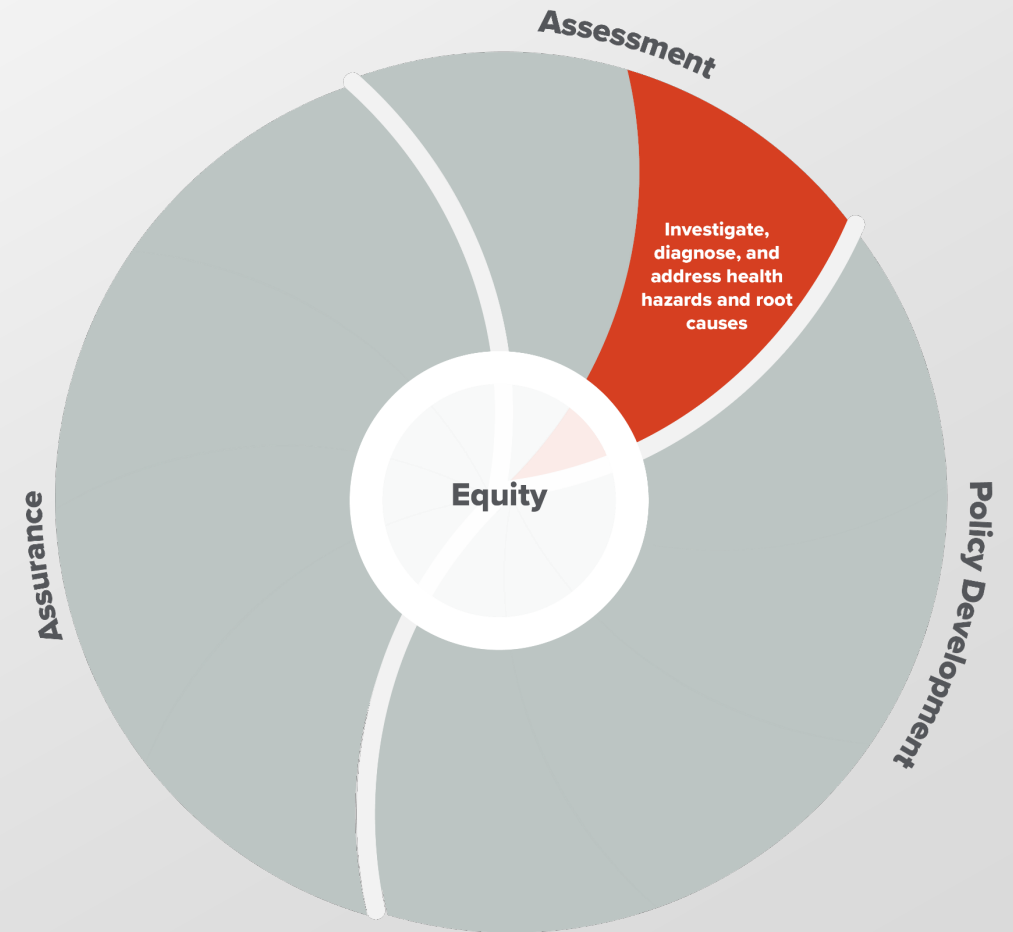 Assessment
Investigate,
diagnose, and
address health
hazards and root
causes
Equity
Assurance
Policy Development